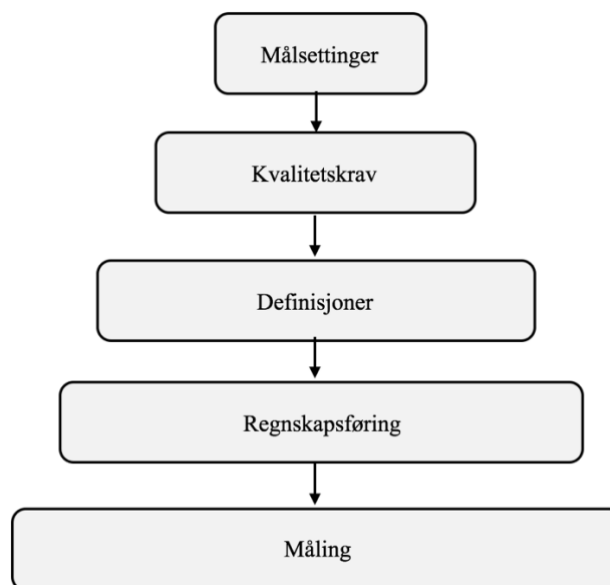 Målsettinger
Kvalitetskrav
Definisjoner
Regnskapsføring
Måling